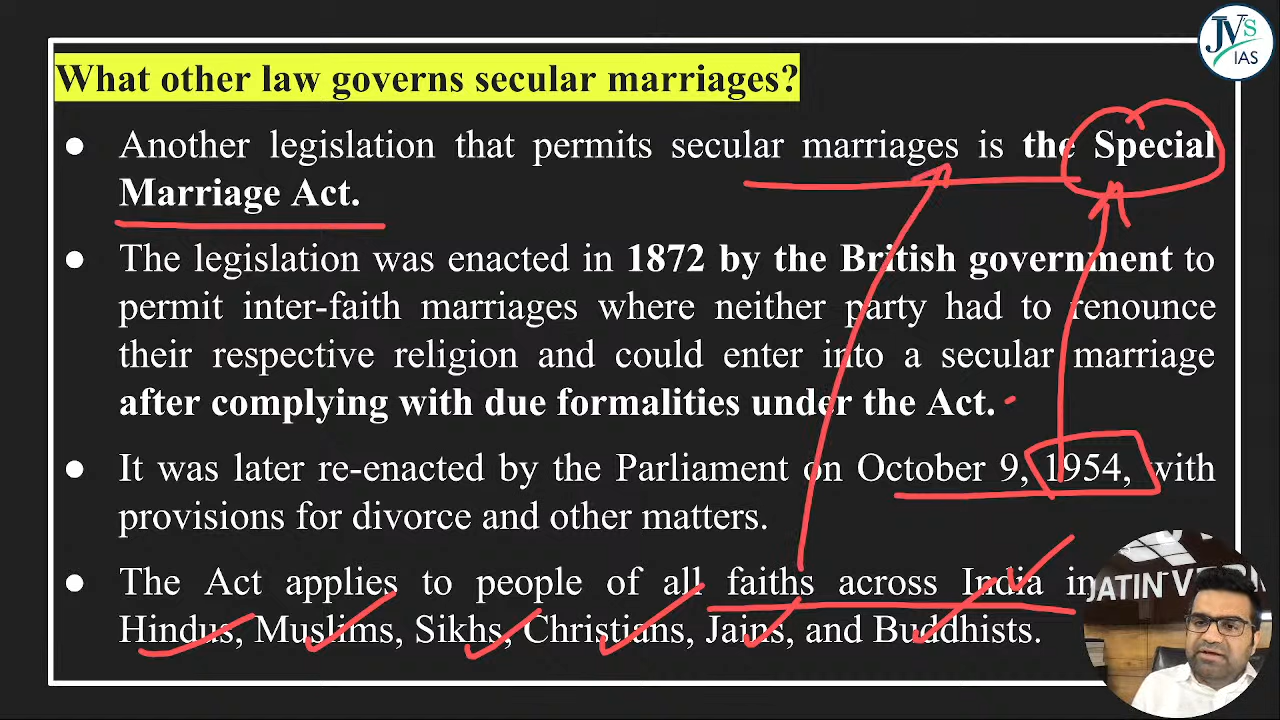 JV's
IAS
What other law governs secular marriages?
● Another legislation that permits secular marriages is the Special
Marriage Act.
● The legislation was enacted in 1872 by the British government to
permit inter-faith marriages where neither party had to renounce
their respective religion and could enter into a secular marriage
after complying with due formalities under the Act.
● It was later re-enacted by the Parliament on October 9, 1954, with
provisions for divorce and other matters.
● The Act applies to people of all faiths across India in
Hindus, Muslims, Sikhs, Christians, Jains, and Buddhists.
JATIN VER